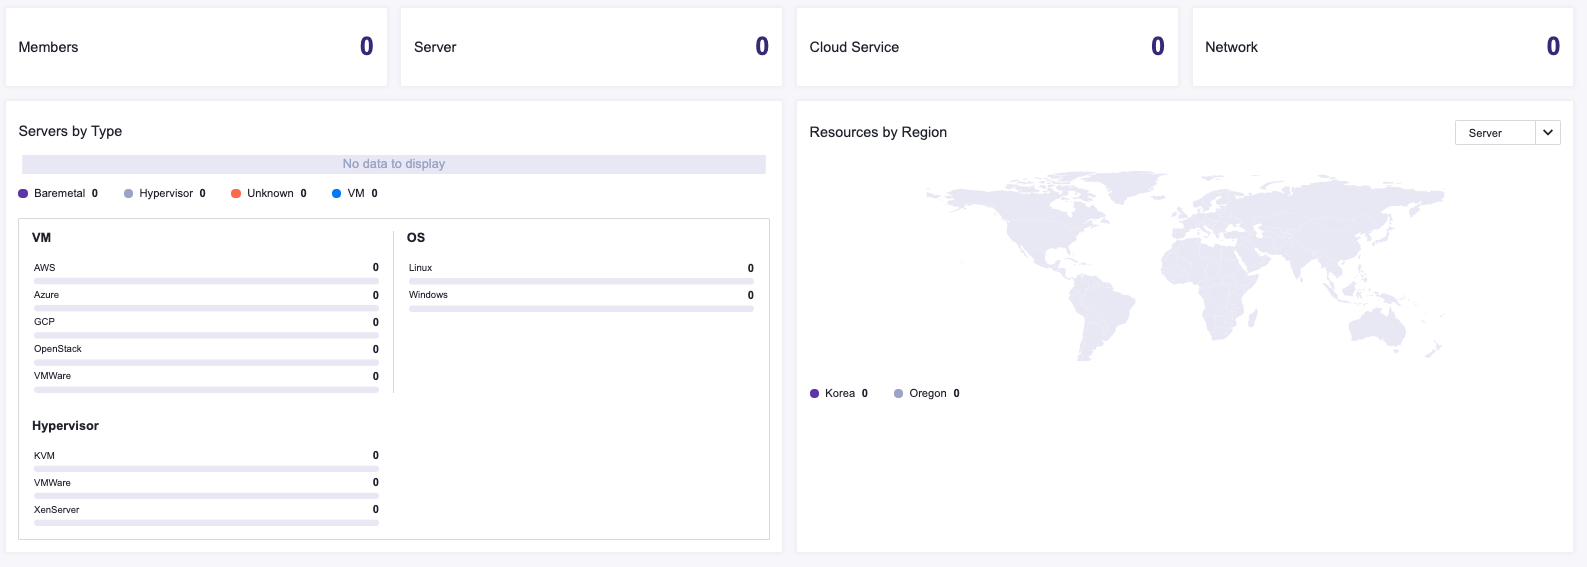 Members 0
Server 0
Cloud Service 0
Network 0
Servers by Type
No data to display
Baremetal 0 Hypervisor 0 Unknown 0 VM 0
VM
AWS 0
Azure 0
GCP 0
OpenStack 0
VMWare 0
OS
Linux 0
Windows 0
Hypervisor
KVM 0
VMWare 0
XenServer 0
Resources by Region
Server
Korea 0 Oregon 0